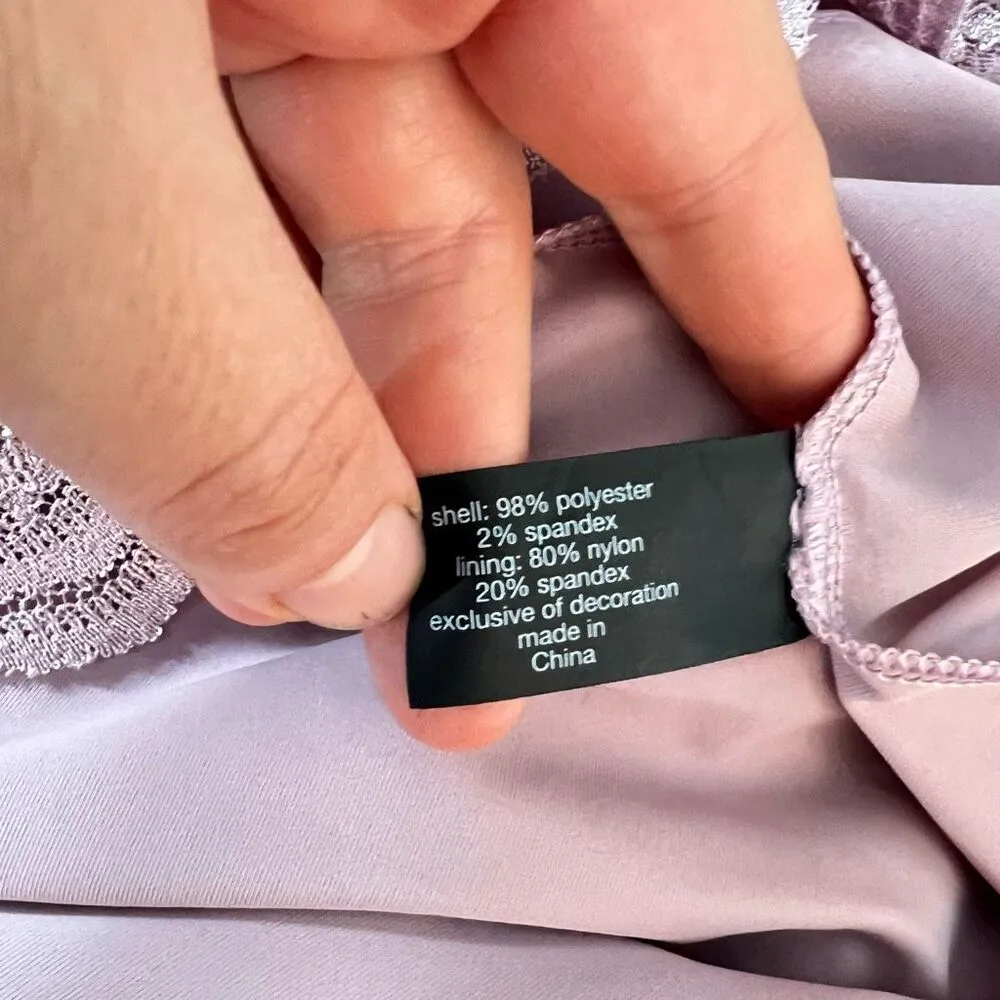 shell: 98% polyester
2% spandex
lining: 80% nylon
20% spandex
exclusive of decoration
made in
China